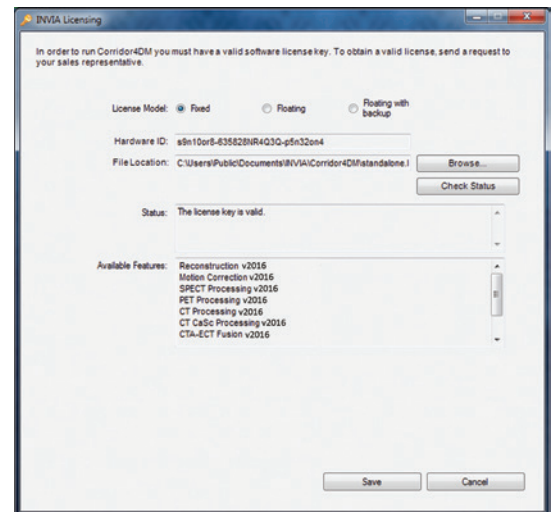 INVIA Licensing
In order to run Corridor4DM you must have a valid software license key. To obtain a valid license, send a request to
your sales representative.
License Model: Fixed Floating Floating with
backup
Hardware ID: s9n10or8-635828NR4Q3Q-p5n32on4
File Location: C:\Users\Public\Documents\INVIA\Corridor4DM\standalone.l Browse...
Check Status
Status: The license key is valid.
Available Features: Reconstruction v2016
Motion Correction v2016
SPECT Processing v2016
PET Processing v2016
CT Processing v2016
CT CaSc Processing v2016
CTA-ECT Fusion v2016
Save Cancel